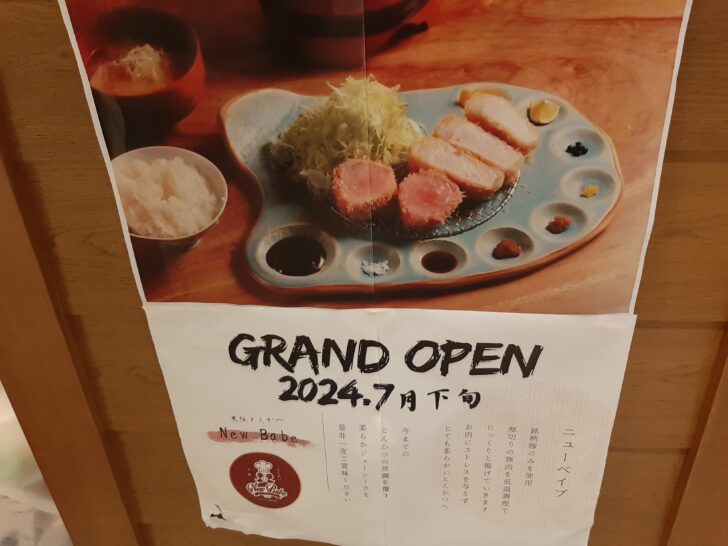 GRAND OPEN
2024.7月下旬
ニューベイブ
銘柄豚のみを使用
厚切りの豚肉を低温調理で
じっくりと揚げていきます
お肉にストレスを与えず
とても柔らかいとんかつへ
今までの
とんかつの常識を覆す
柔らかジューシーさを
是非一度ご賞味ください
とんかつ
New Babe
New Babe